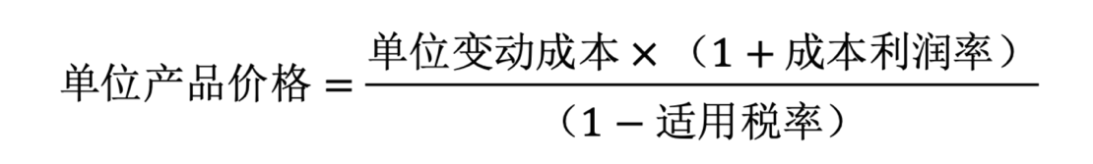 单位产品价格 = 单位变动成本 × （1 + 成本利润率） / （1 − 适用税率）